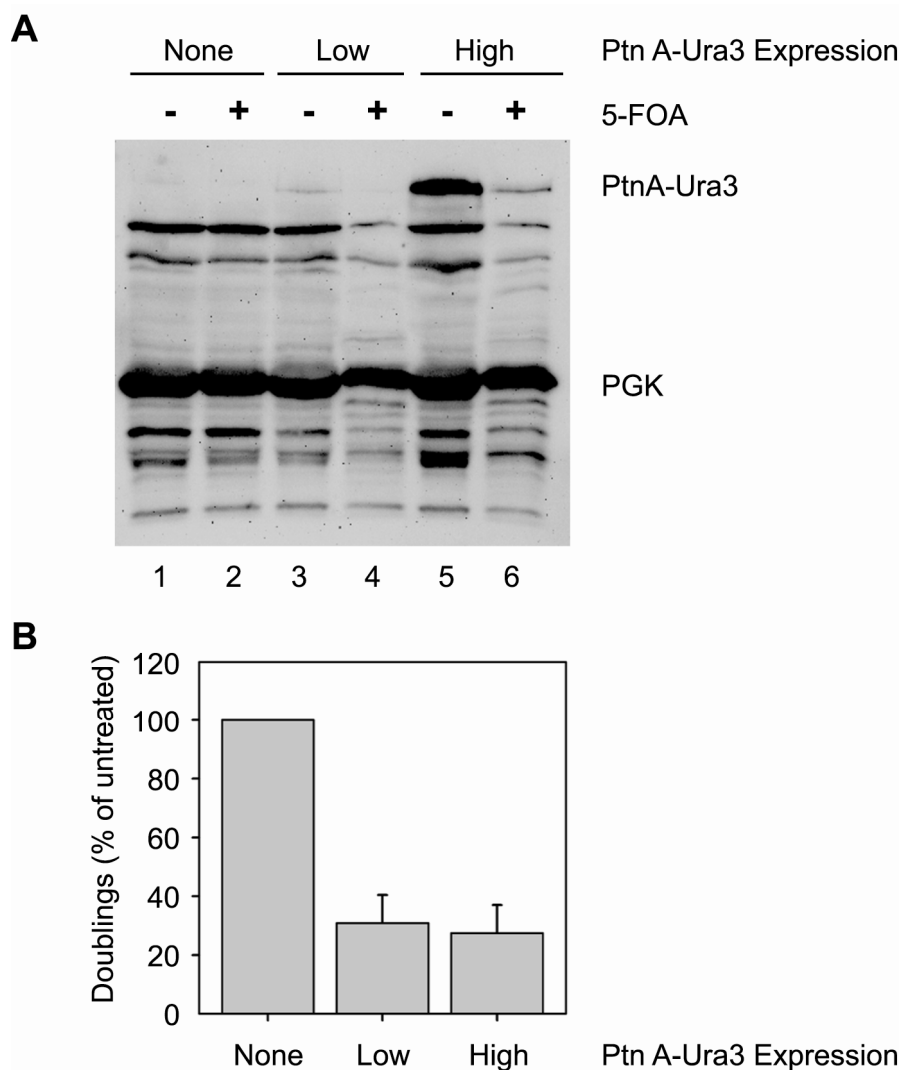 A
None Low High Ptn A-Ura3 Expression
- + - + - + 5-FOA
PtnA-Ura3
PGK
1 2 3 4 5 6
B
Doublings (% of untreated)
120
100
80
60
40
20
0
None Low High Ptn A-Ura3 Expression